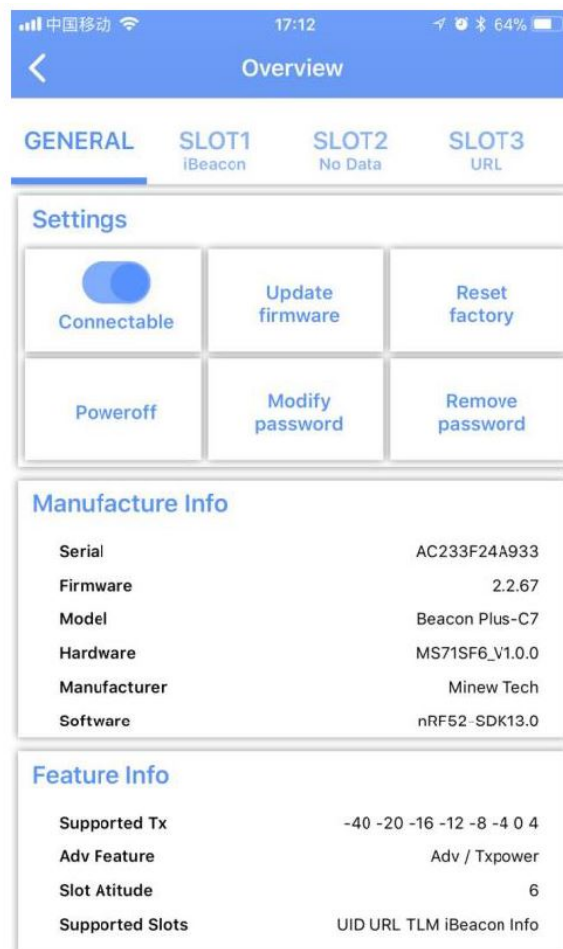 中国移动 17:12 64%
Overview
GENERAL SLOT1 SLOT2 SLOT3
iBeacon No Data URL
Settings
Connectable Update firmware Reset factory
Poweroff Modify password Remove password
Manufacture Info
Serial AC233F24A933
Firmware 2.2.67
Model Beacon Plus-C7
Hardware MS71SF6_V1.0.0
Manufacturer Minew Tech
Software nRF52-SDK13.0
Feature Info
Supported Tx -40 -20 -16 -12 -8 -4 0 4
Adv Feature Adv / Txpower
Slot Atitude 6
Supported Slots UID URL TLM iBeacon Info